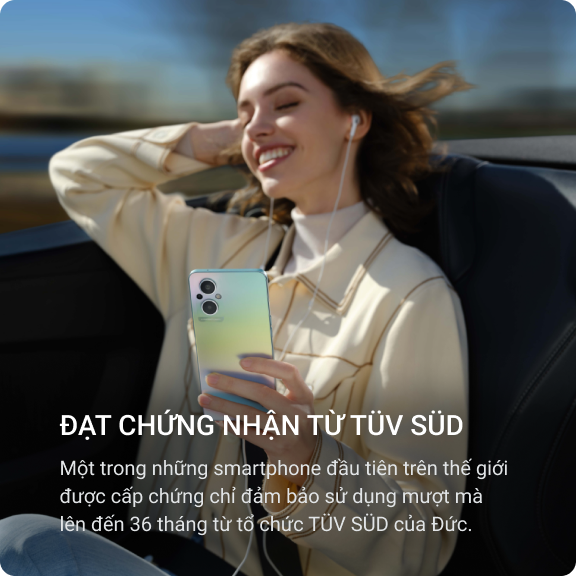 ĐẠT CHỨNG NHẬN TỪ TÜV SÜD
Một trong những smartphone đầu tiên trên thế giới
được cấp chứng chỉ đảm bảo sử dụng mượt mà
lên đến 36 tháng từ tổ chức TÜV SÜD của Đức.